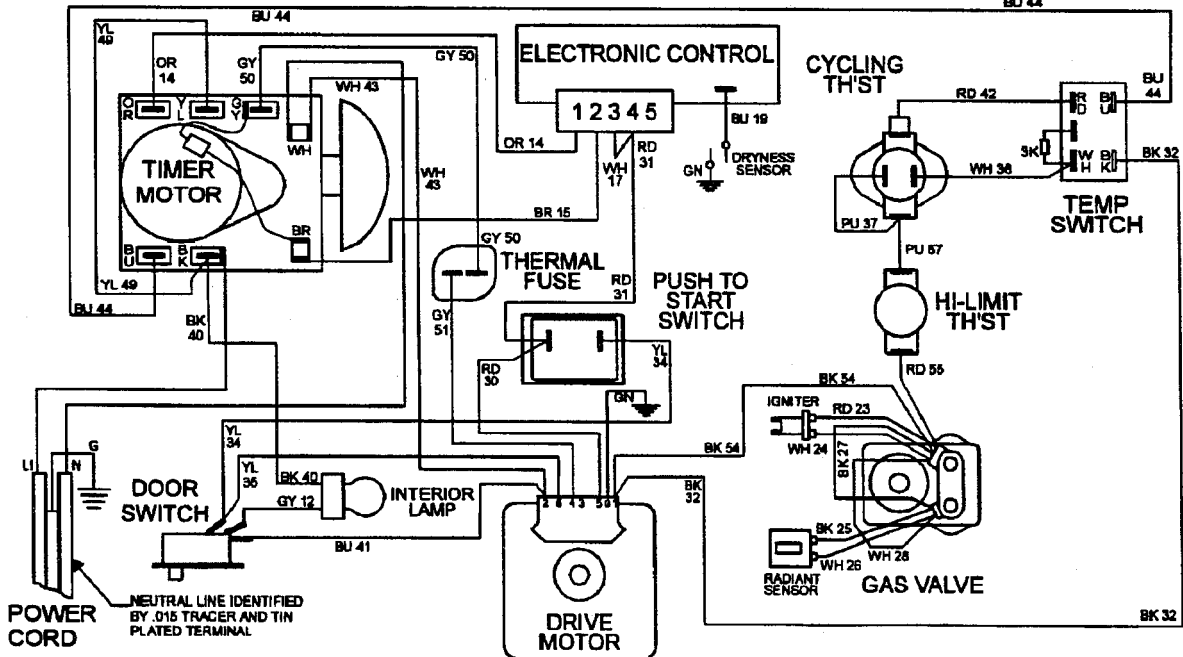 BU 44
BU 44
YL
49
OR
14
GY
50
GY 50
ELECTRONIC CONTROL
CYCLING
TH'ST
WH 43
RD 42
BU
44
OR
YL
GY
RD
BU
1 2 3 4 5
BU 19
WH
OR 14
WH
17
RD
31
GN
DRYNESS
SENSOR
3K
WH
BK
BK 32
TIMER
MOTOR
WH
43
WH 36
TEMP
SWITCH
BR
BR 15
PU 37
BU
BK
GY 50
THERMAL
FUSE
PU 57
YL 49
BU 44
BK
40
GY
51
RD
31
PUSH TO
START
SWITCH
HI-LIMIT
TH'ST
RD
30
YL
34
RD 55
BK 54
GN
IGNITER
RD 23
YL
34
BK 54
WH 24
BK 27
G
L1
N
DOOR
SWITCH
YL
35
BK 40
GY 12
INTERIOR
LAMP
BK
32
BU 41
BK 25
WH 26
WH 28
RADIANT
SENSOR
GAS VALVE
POWER
CORD
NEUTRAL LINE IDENTIFIED
BY .015 TRACER AND TIN
PLATED TERMINAL
DRIVE
MOTOR
BK 32